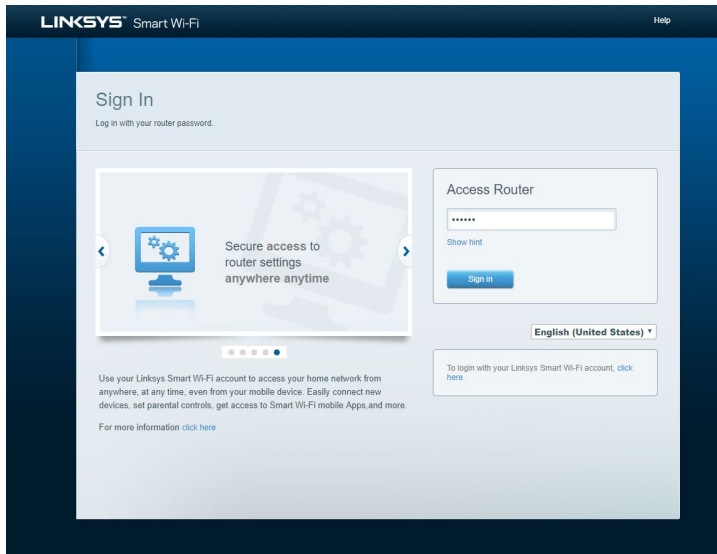 LINKSYS™ Smart Wi-Fi
Help
Sign In
Log in with your router password.
Secure access to
router settings
anywhere anytime
Use your Linksys Smart Wi-Fi account to access your home network from
anywhere, at any time, even from your mobile device. Easily connect new
devices, set parental controls, get access to Smart Wi-Fi mobile Apps,and more.
For more information click here
Access Router
••••••
Show hint
Sign in
English (United States)
To login with your Linksys Smart Wi-Fi account, click
here.